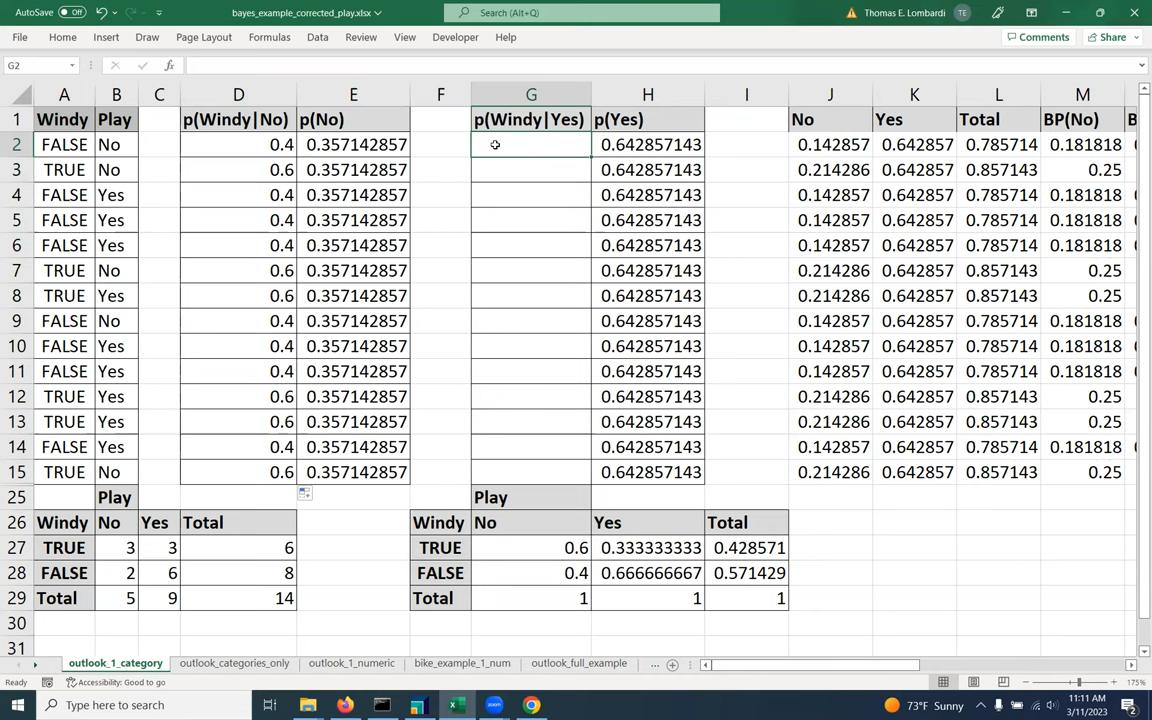 AutoSave Off bayes_example_corrected_play.xlsx Search (Alt+Q) Thomas E. Lombardi TE
File Home Insert Draw Page Layout Formulas Data Review View Developer Help Comments Share
G2 fx
A B C D E F G H I J K L M
1 Windy Play p(Windy|No) p(No) p(Windy|Yes) p(Yes) No Yes Total BP(No) B
2 FALSE No 0.4 0.357142857 0.642857143 0.142857 0.642857 0.785714 0.181818
3 TRUE No 0.6 0.357142857 0.642857143 0.214286 0.642857 0.857143 0.25
4 FALSE Yes 0.4 0.357142857 0.642857143 0.142857 0.642857 0.785714 0.181818
5 FALSE Yes 0.4 0.357142857 0.642857143 0.142857 0.642857 0.785714 0.181818
6 FALSE Yes 0.4 0.357142857 0.642857143 0.142857 0.642857 0.785714 0.181818
7 TRUE No 0.6 0.357142857 0.642857143 0.214286 0.642857 0.857143 0.25
8 TRUE Yes 0.6 0.357142857 0.642857143 0.214286 0.642857 0.857143 0.25
9 FALSE No 0.4 0.357142857 0.642857143 0.142857 0.642857 0.785714 0.181818
10 FALSE Yes 0.4 0.357142857 0.642857143 0.142857 0.642857 0.785714 0.181818
11 FALSE Yes 0.4 0.357142857 0.642857143 0.142857 0.642857 0.785714 0.181818
12 TRUE Yes 0.6 0.357142857 0.642857143 0.214286 0.642857 0.857143 0.25
13 TRUE Yes 0.6 0.357142857 0.642857143 0.214286 0.642857 0.857143 0.25
14 FALSE Yes 0.4 0.357142857 0.642857143 0.142857 0.642857 0.785714 0.181818
15 TRUE No 0.6 0.357142857 0.642857143 0.214286 0.642857 0.857143 0.25
25 Play Play
26 Windy No Yes Total Windy No Yes Total
27 TRUE 3 3 6 TRUE 0.6 0.333333333 0.428571
28 FALSE 2 6 8 FALSE 0.4 0.666666667 0.571429
29 Total 5 9 14 Total 1 1 1
30
31
outlook_1_category outlook_categories_only outlook_1_numeric bike_example_1_num outlook_full_example ...
Ready Accessibility: Good to go 175%
Type here to search zoom 73°F Sunny 11:11 AM
3/11/2023 2